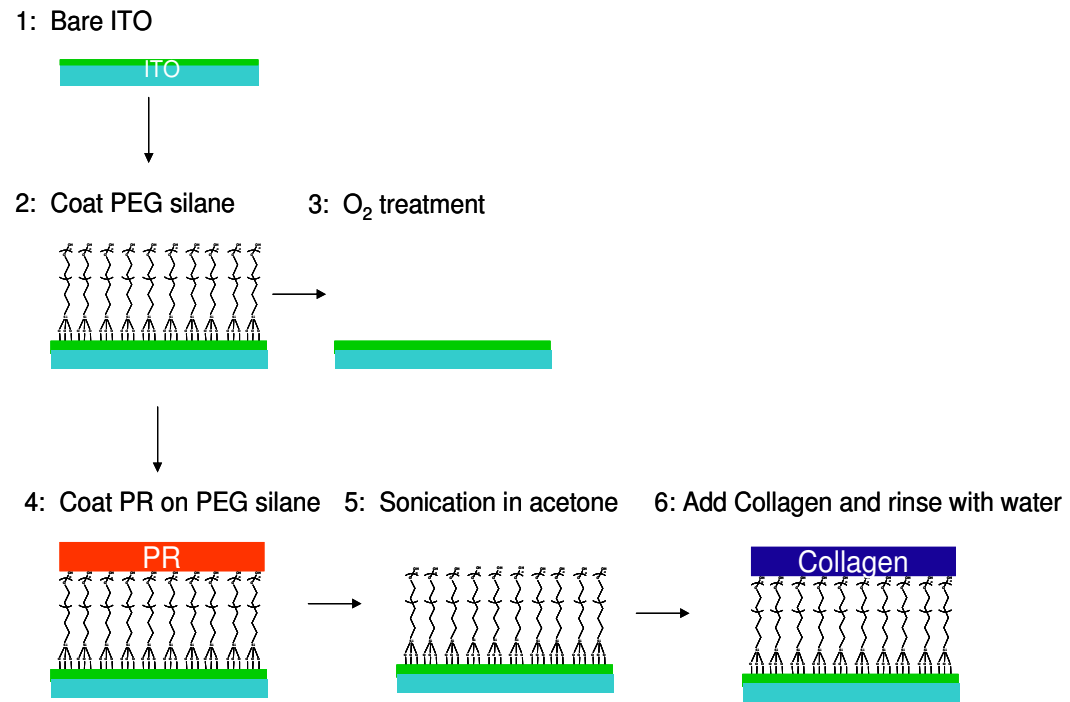 1: Bare ITO
ITO
2: Coat PEG silane
3: O₂ treatment
4: Coat PR on PEG silane
5: Sonication in acetone
6: Add Collagen and rinse with water
PR
Collagen